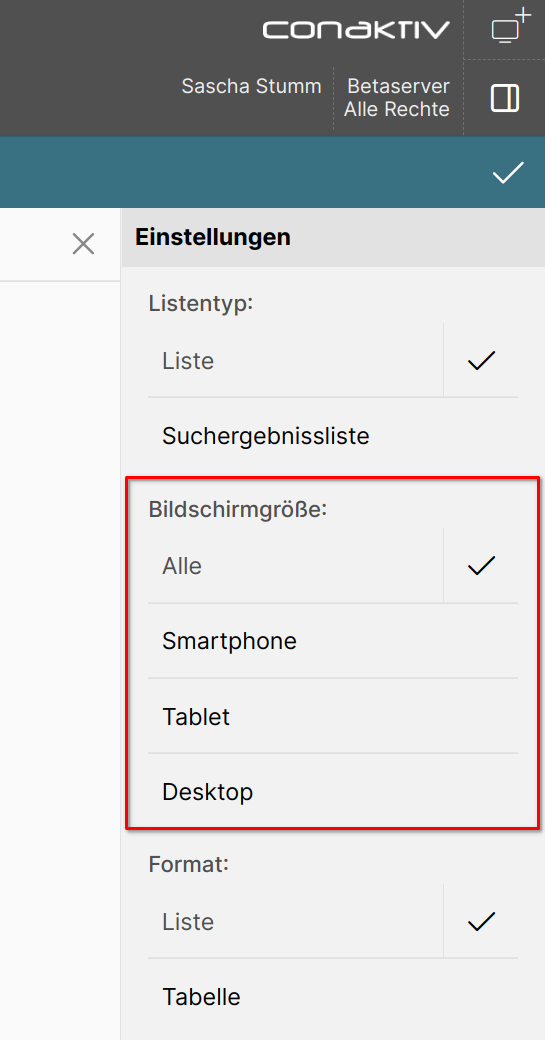 CONAKTIV
Sascha Stumm
Betaserver
Alle Rechte
Einstellungen
Listentyp:
Liste
Suchergebnissliste
Bildschirmgröße:
Alle
Smartphone
Tablet
Desktop
Format:
Liste
Tabelle